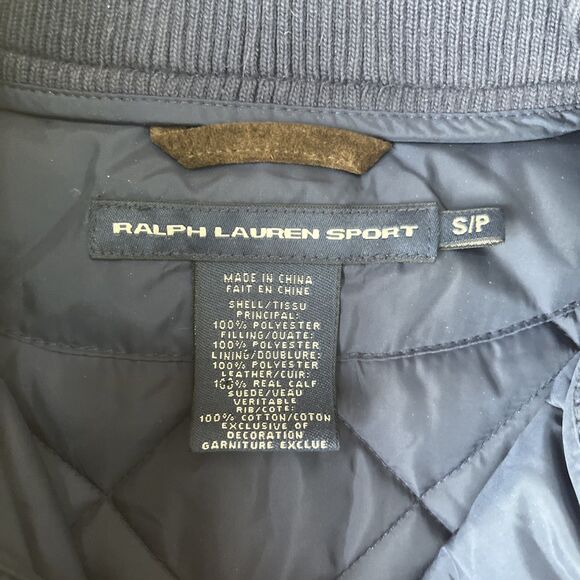 RALPH LAUREN SPORT
S/P
MADE IN CHINA
FAIT EN CHINE
SHELL/TISSU
PRINCIPAL:
100% POLYESTER
FILLING/OUATE:
100% POLYESTER
LINING/DOUBLURE:
100% POLYESTER
LEATHER/CUIR:
100% REAL CALF
SUEDE/VEAU
VERITABLE
RIB/COTE:
100% COTTON/COTON
EXCLUSIVE OF
DECORATION
GARNITURE EXCLUE